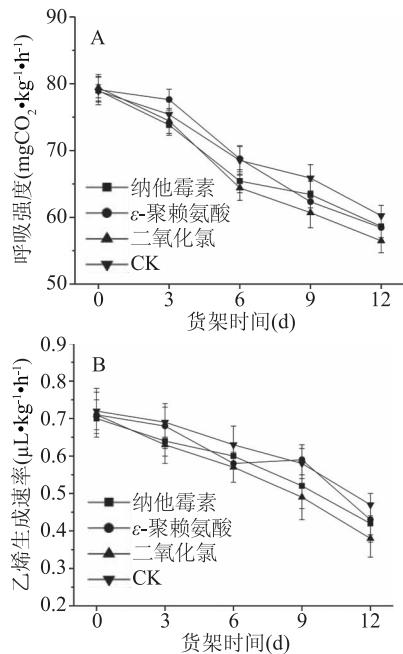 A
90
80
70
60
50
呼吸强度(mgCO₂•kg⁻¹•h⁻¹)
纳他霉素
ε-聚赖氨酸
二氧化氯
CK
0 3 6 9 12
货架时间(d)
B
0.9
0.8
0.7
0.6
0.5
0.4
0.3
0.2
乙烯生成速率(μL•kg⁻¹•h⁻¹)
纳他霉素
ε-聚赖氨酸
二氧化氯
CK
0 3 6 9 12
货架时间(d)